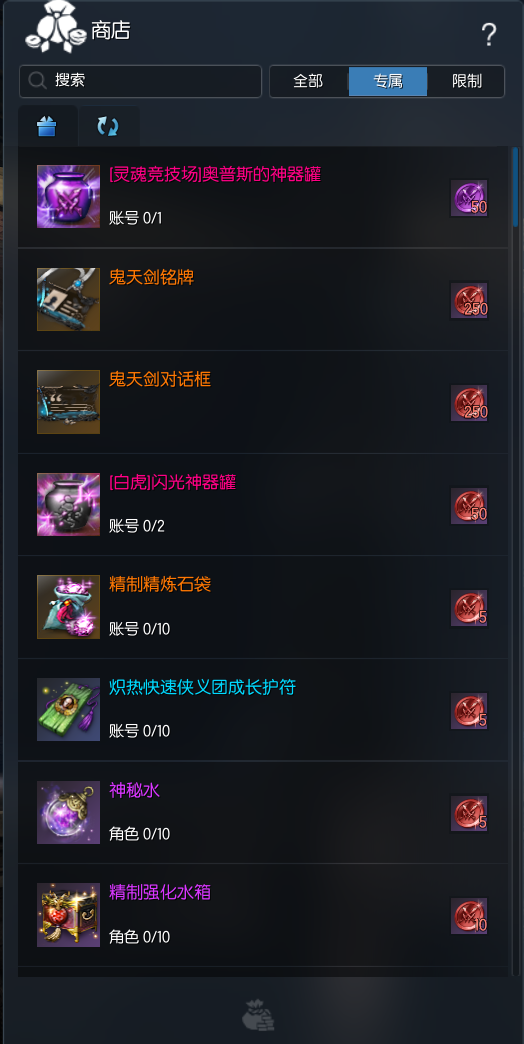 商店
?
搜索
全部
专属
限制
[灵魂竞技场]奥普斯的神器罐
50
账号 0/1
鬼天剑铭牌
250
鬼天剑对话框
250
[白虎]闪光神器罐
50
账号 0/2
精制精炼石袋
15
账号 0/10
炽热快速侠义团成长护符
15
账号 0/10
神秘水
5
角色 0/10
精制强化水箱
10
角色 0/10